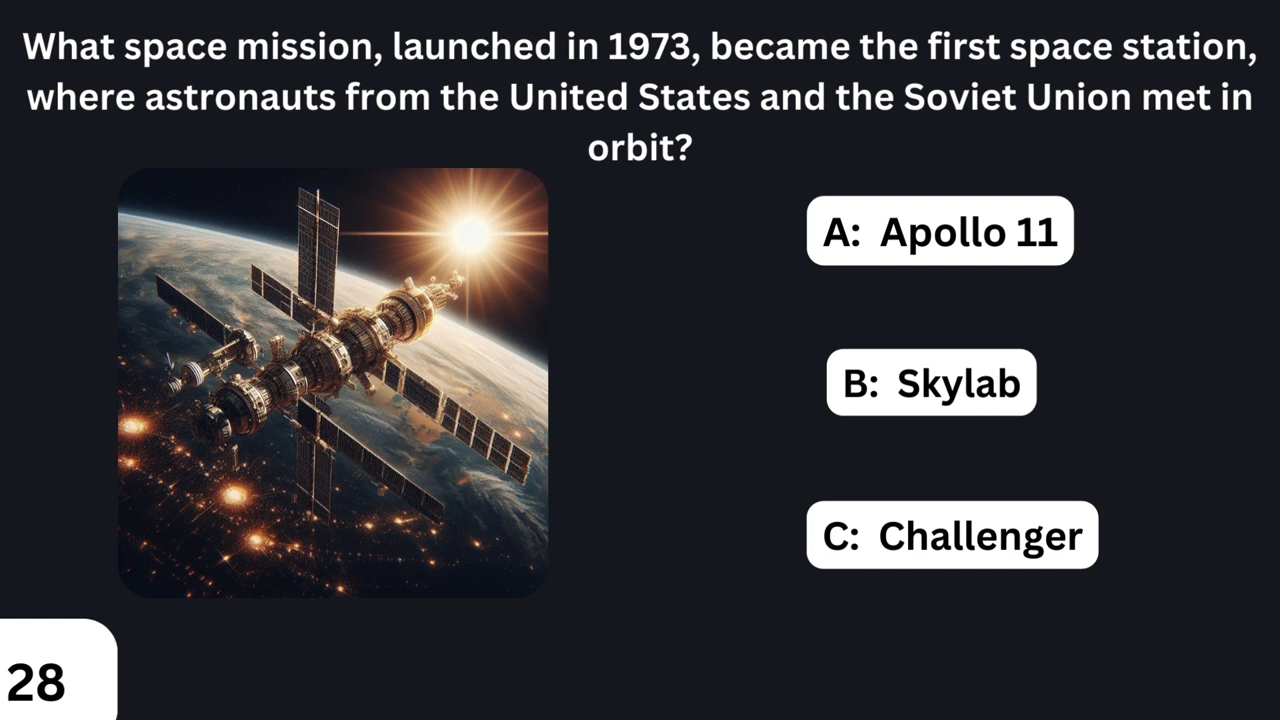 What space mission, launched in 1973, became the first space station,
where astronauts from the United States and the Soviet Union met in
orbit?
A: Apollo 11
B: Skylab
C: Challenger
28